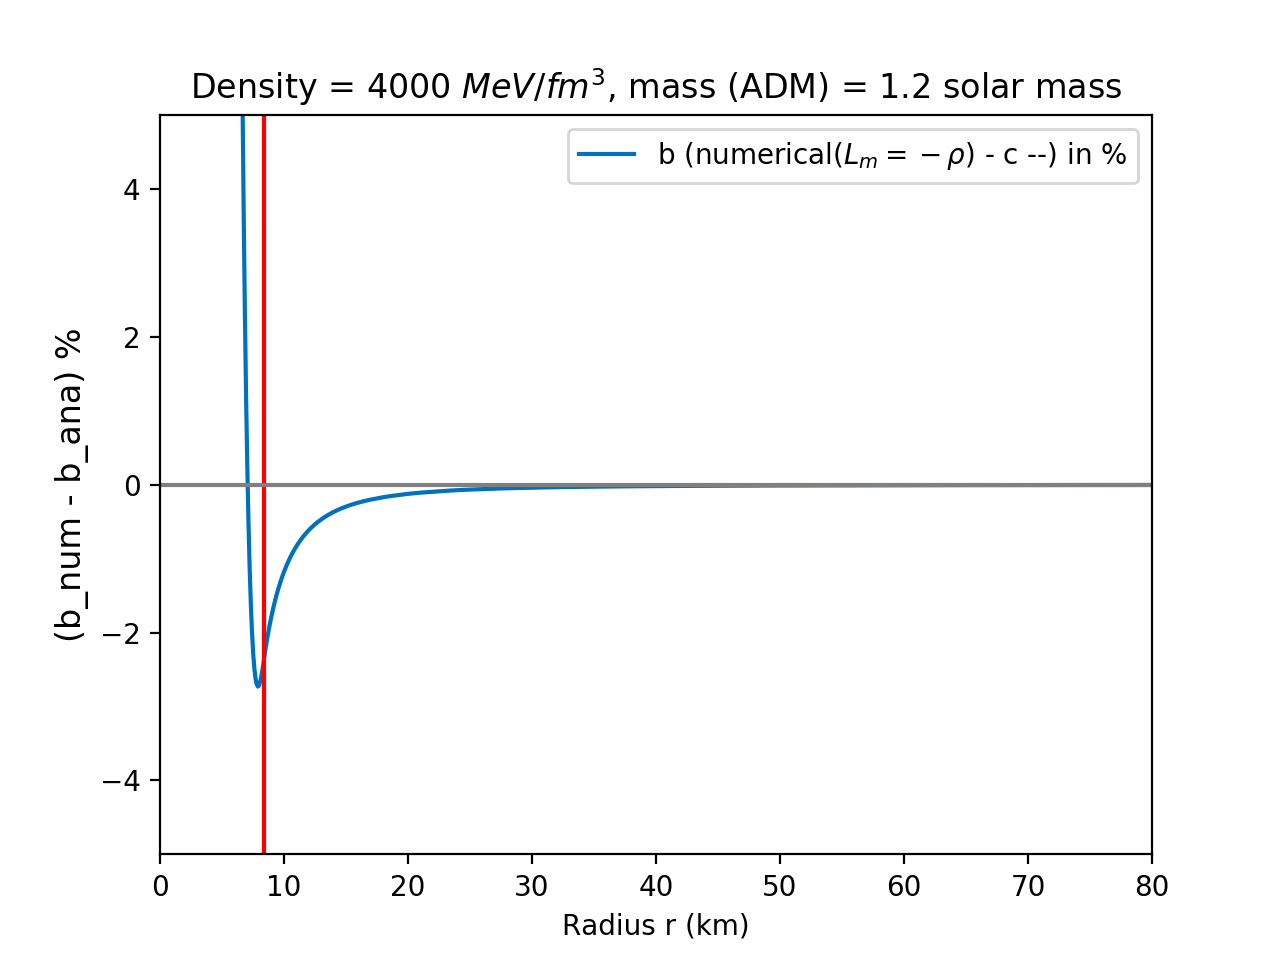 Density = 4000 MeV/fm³, mass (ADM) = 1.2 solar mass
b (numerical(Lₘ = −ρ) - c --) in %
(b_num - b_ana) %
4
2
0
−2
−4
0 10 20 30 40 50 60 70 80
Radius r (km)